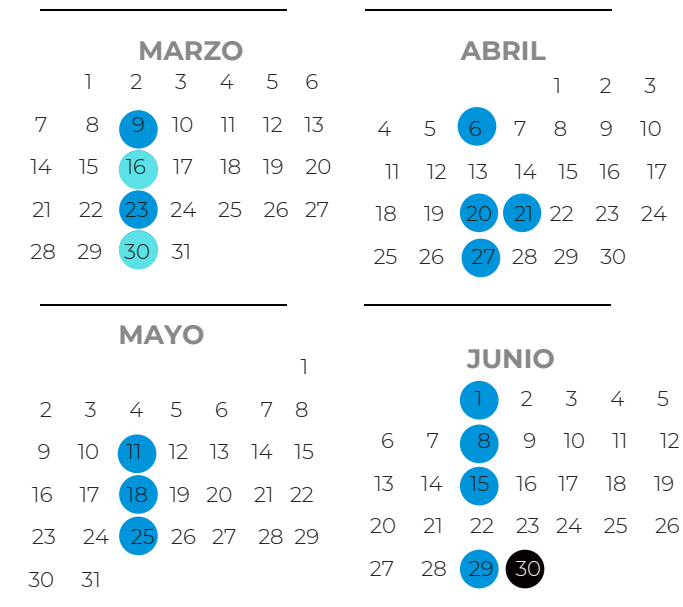 MARZO
1 2 3 4 5 6
7 8 9 10 11 12 13
14 15 16 17 18 19 20
21 22 23 24 25 26 27
28 29 30 31
ABRIL
1 2 3
4 5 6 7 8 9 10
11 12 13 14 15 16 17
18 19 20 21 22 23 24
25 26 27 28 29 30
MAYO
1
2 3 4 5 6 7 8
9 10 11 12 13 14 15
16 17 18 19 20 21 22
23 24 25 26 27 28 29
30 31
JUNIO
1 2 3 4 5
6 7 8 9 10 11 12
13 14 15 16 17 18 19
20 21 22 23 24 25 26
27 28 29 30